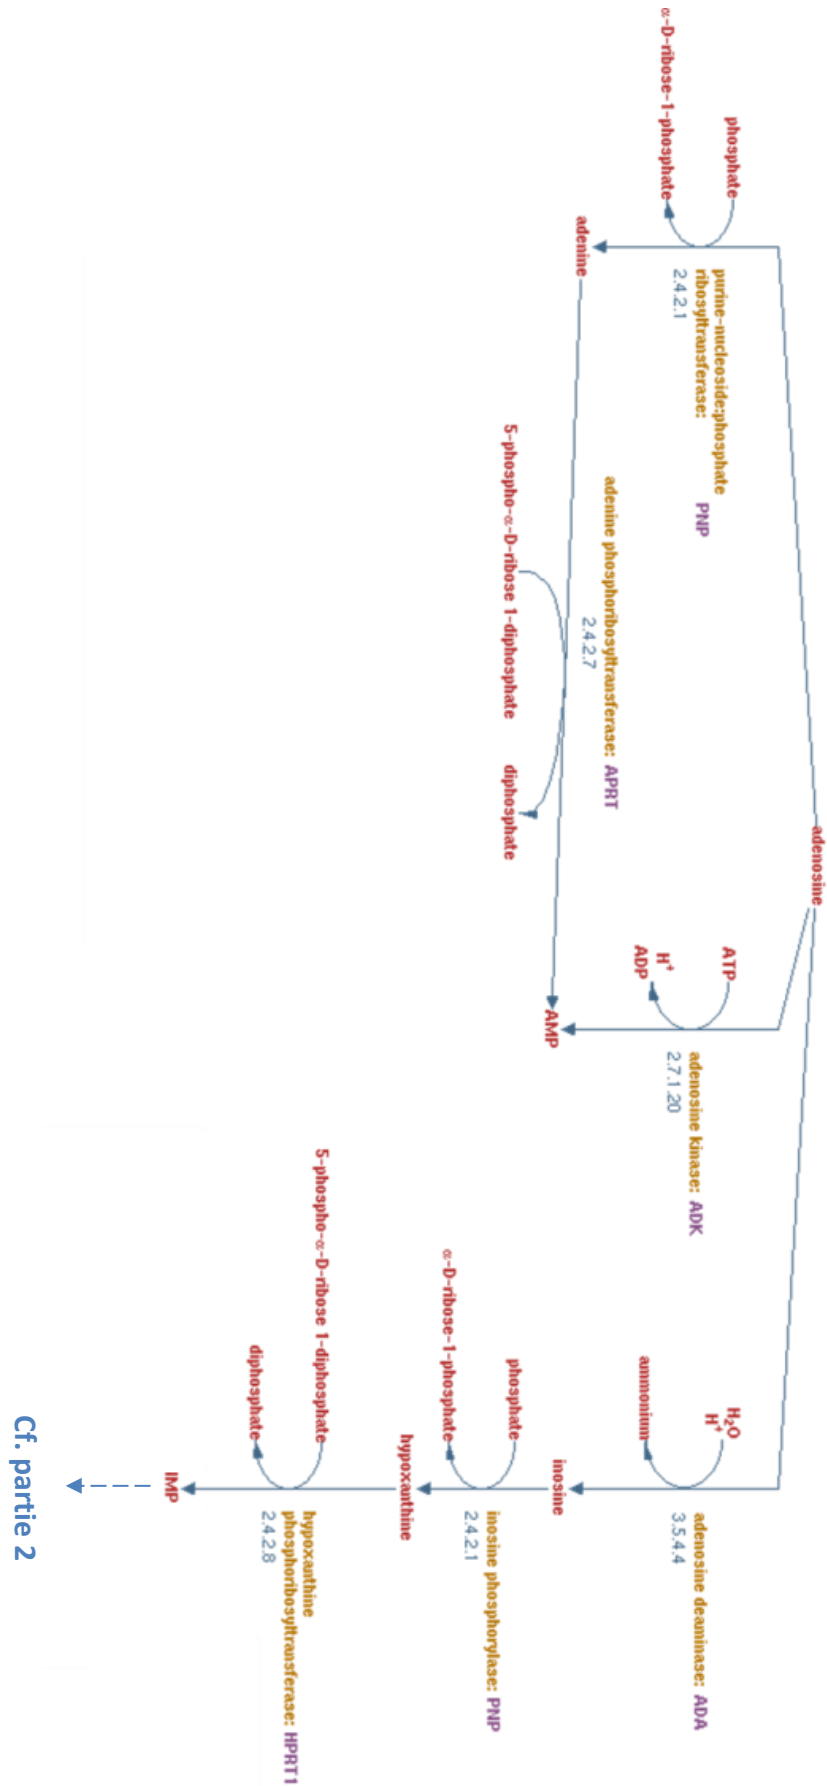 adenosine
phosphate
α-D-ribose-1-phosphate
purine-nucleoside:phosphate
ribosyltransferase:
PNP
2.4.2.1
ATP
H⁺
ADP
adenosine kinase: ADK
2.7.1.20
H₂O
H⁺
ammonium
adenosine deaminase: ADA
3.5.4.4
adenine
adenine phosphoribosyltransferase: APRT
2.4.2.7
5-phospho-α-D-ribose 1-diphosphate
diphosphate
AMP
inosine
phosphate
α-D-ribose-1-phosphate
inosine phosphorylase: PNP
2.4.2.1
hypoxanthine
5-phospho-α-D-ribose 1-diphosphate
diphosphate
hypoxanthine
phosphoribosyltransferase: HPRT1
2.4.2.8
IMP
Cf. partie 2